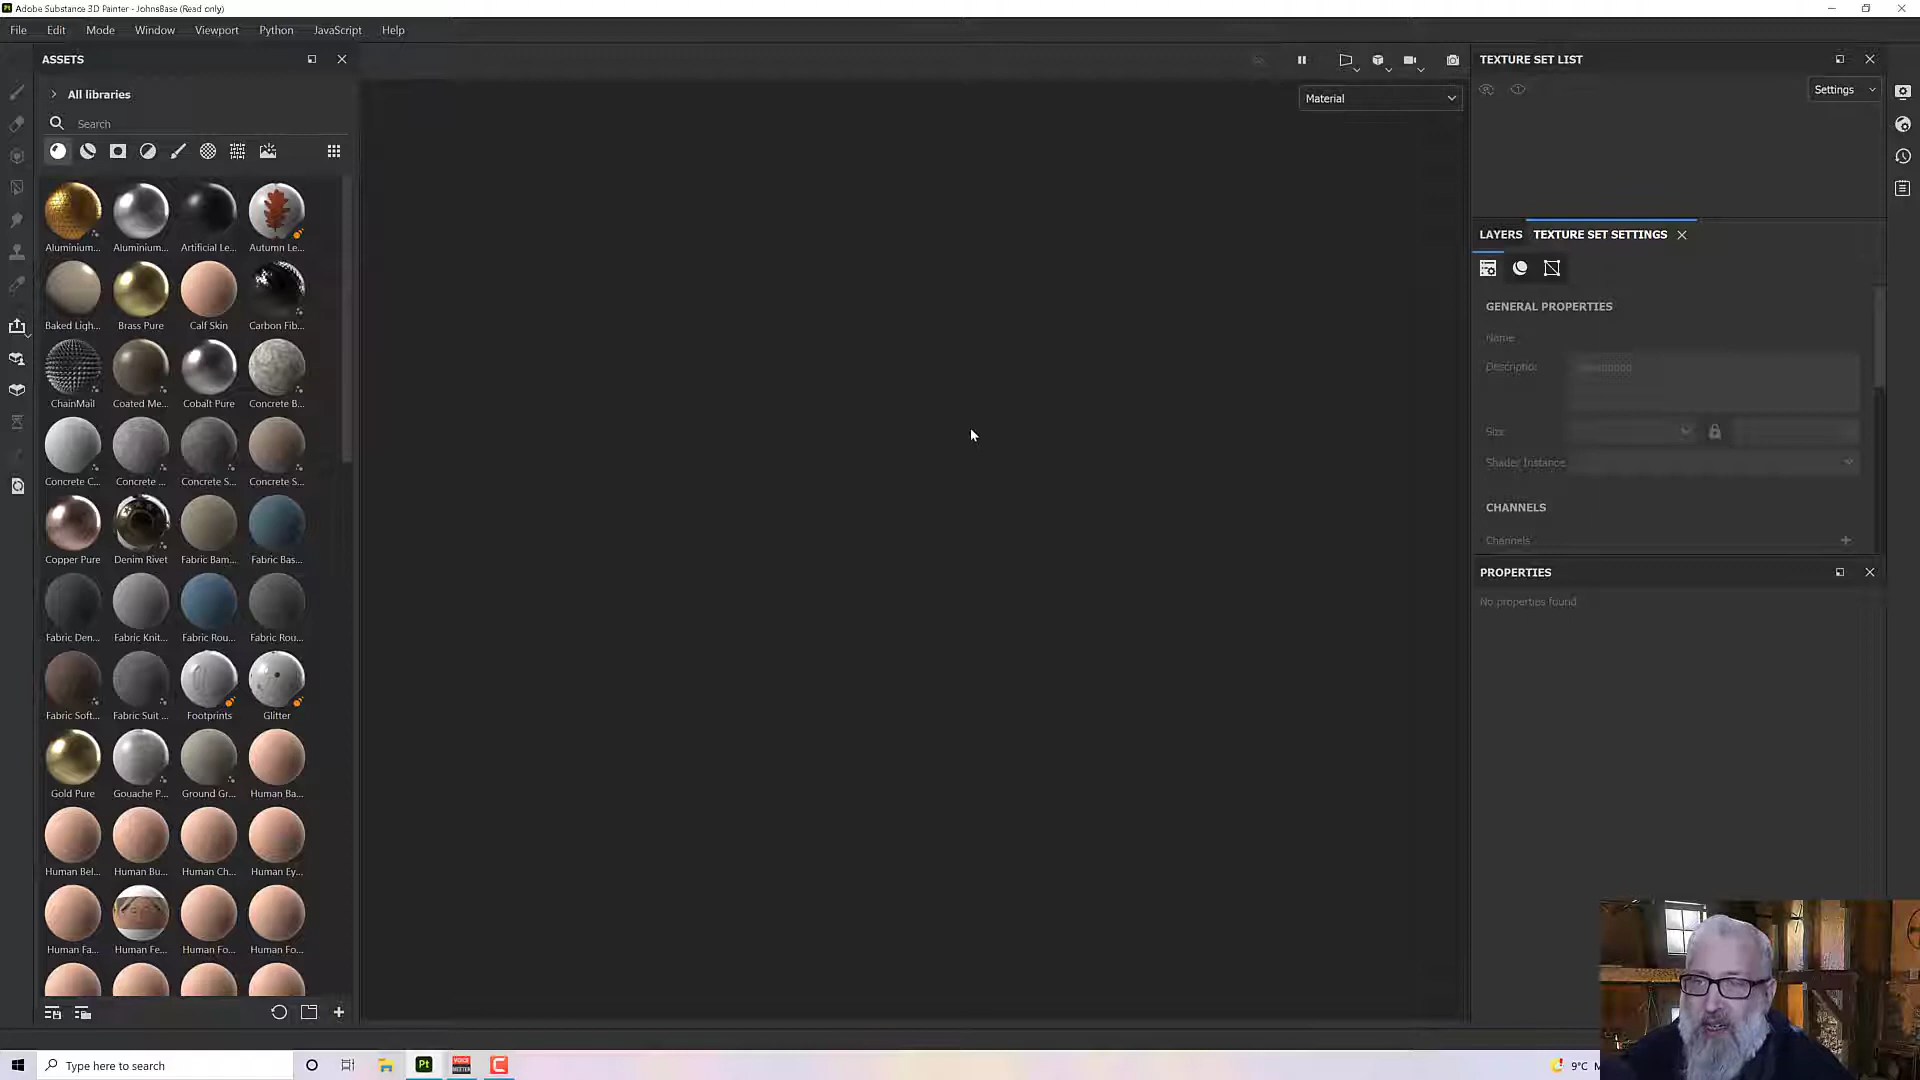 Pt Adobe Substance 3D Painter - JohnsBase (Read only)
File Edit Mode Window Viewport Python JavaScript Help
ASSETS
All libraries
Search
Aluminium... Aluminium... Artificial Le... Autumn Le...
Baked Ligh... Brass Pure Calf Skin Carbon Fib...
ChainMail Coated Me... Cobalt Pure Concrete B...
Concrete C... Concrete ... Concrete S... Concrete S...
Copper Pure Denim Rivet Fabric Bam... Fabric Bas...
Fabric Den... Fabric Knit... Fabric Rou... Fabric Rou...
Fabric Soft... Fabric Suit ... Footprints Glitter
Gold Pure Gouache P... Ground Gr... Human Ba...
Human Bel... Human Bu... Human Ch... Human Ey...
Human Fa... Human Fe... Human Fo... Human Fo...
Material
TEXTURE SET LIST
Settings
LAYERS TEXTURE SET SETTINGS
GENERAL PROPERTIES
Name
Description
Size
Shader Instance
CHANNELS
Channels
PROPERTIES
No properties found
Type here to search
Pt
VOICE
9°C